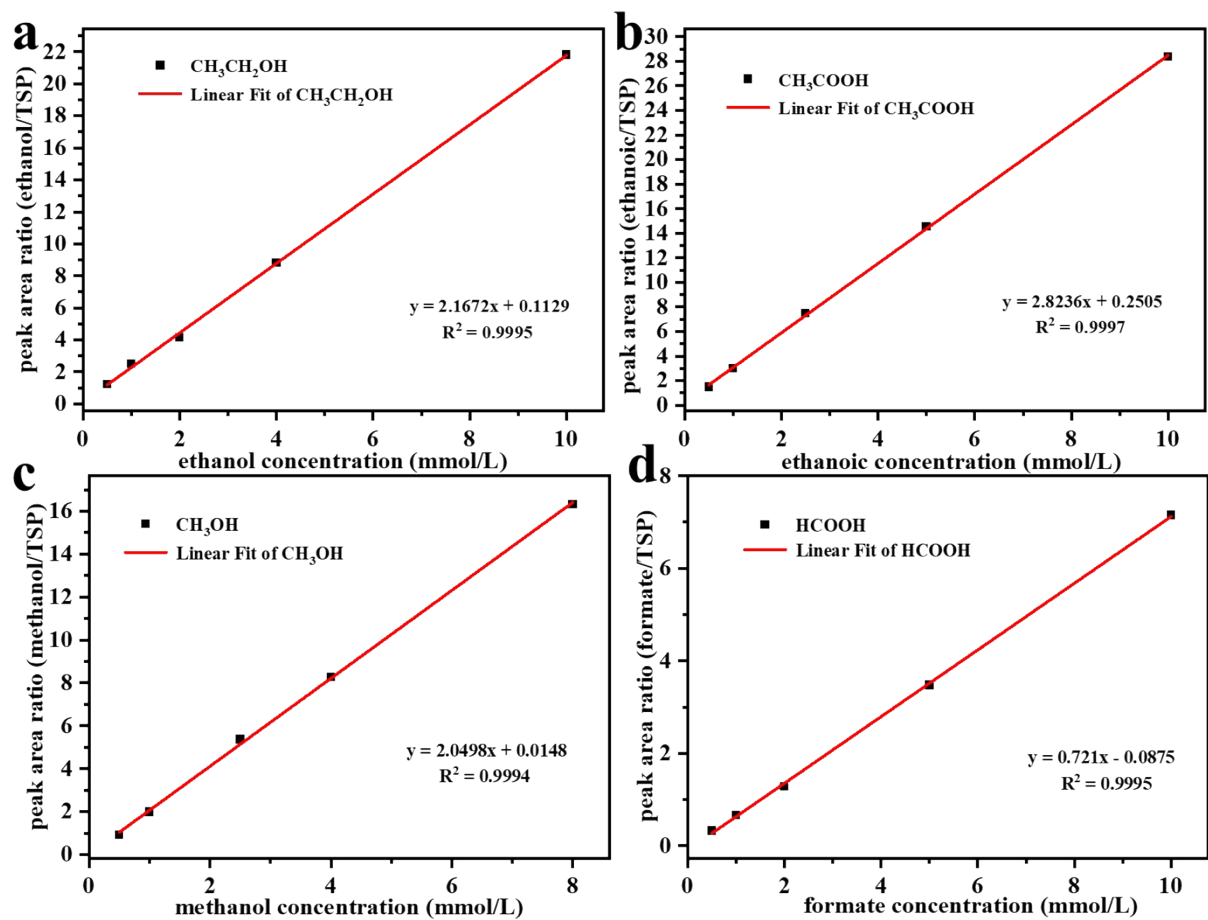 a
peak area ratio (ethanol/TSP)
22
20
18
16
14
12
10
8
6
4
2
0
CH₃CH₂OH
Linear Fit of CH₃CH₂OH
y = 2.1672x + 0.1129
R² = 0.9995
0 2 4 6 8 10
ethanol concentration (mmol/L)
b
peak area ratio (ethanoic/TSP)
30
28
26
24
22
20
18
16
14
12
10
8
6
4
2
0
CH₃COOH
Linear Fit of CH₃COOH
y = 2.8236x + 0.2505
R² = 0.9997
0 2 4 6 8 10
ethanoic concentration (mmol/L)
c
peak area ratio (methanol/TSP)
16
14
12
10
8
6
4
2
0
CH₃OH
Linear Fit of CH₃OH
y = 2.0498x + 0.0148
R² = 0.9994
0 2 4 6 8
methanol concentration (mmol/L)
d
peak area ratio (formate/TSP)
8
6
4
2
0
HCOOH
Linear Fit of HCOOH
y = 0.721x - 0.0875
R² = 0.9995
0 2 4 6 8 10
formate concentration (mmol/L)